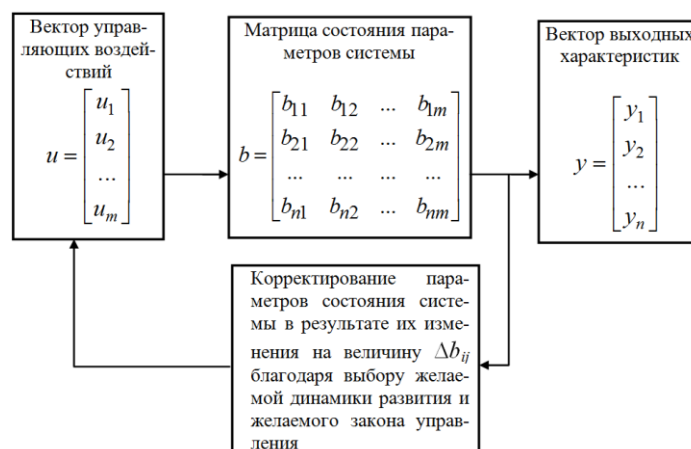 Вектор управ-
ляющих воздей-
ствий
u = [u₁
u₂
...
uₘ]
Матрица состояния пара-
метров системы
b = [b₁₁ b₁₂ ... b₁ₘ
b₂₁ b₂₂ ... b₂ₘ
... ... ... ...
bₙ₁ bₙ₂ ... bₙₘ]
Вектор выходных
характеристик
y = [y₁
y₂
...
yₙ]
Корректирование пара-
метров состояния систе-
мы в результате их изме-
нения на величину Δbᵢⱼ
благодаря выбору желае-
мой динамики развития и
желаемого закона управ-
ления